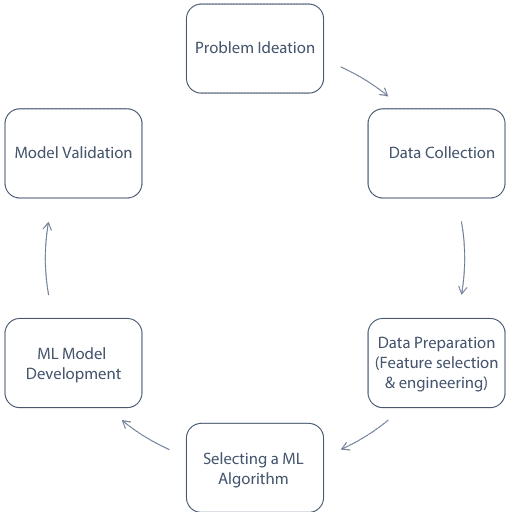 Problem Ideation
Data Collection
Data Preparation
(Feature selection
& engineering)
Selecting a ML
Algorithm
ML Model
Development
Model Validation